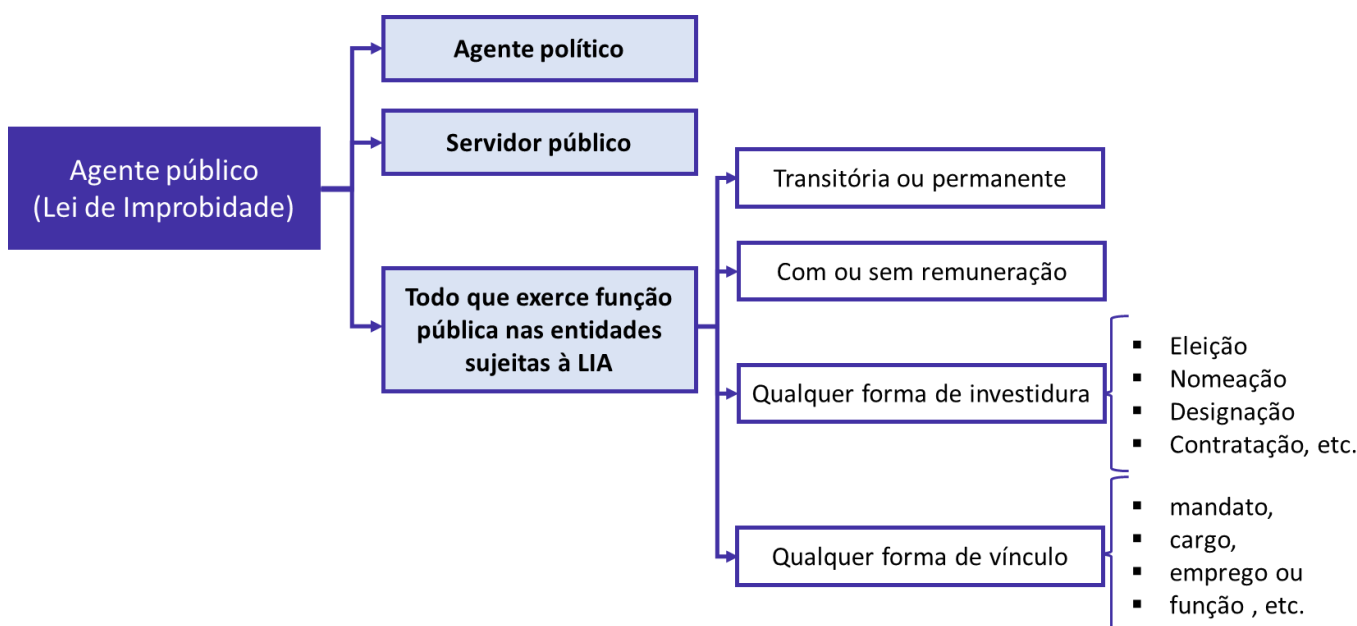 Agente político
Servidor público
Agente público
(Lei de Improbidade)
Todo que exerce função
pública nas entidades
sujeitas à LIA
Transitória ou permanente
Com ou sem remuneração
Qualquer forma de investidura
▪ Eleição
▪ Nomeação
▪ Designação
▪ Contratação, etc.
Qualquer forma de vínculo
▪ mandato,
▪ cargo,
▪ emprego ou
▪ função , etc.